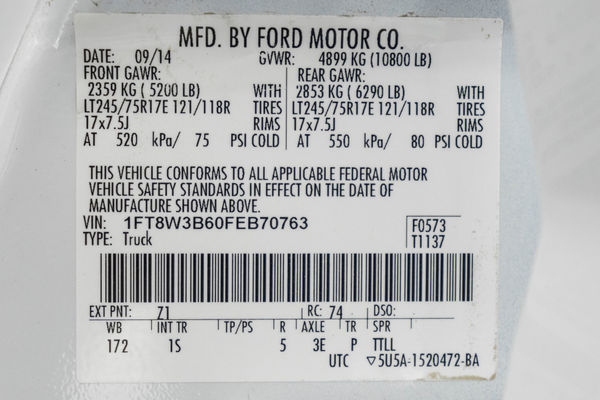 MFD. BY FORD MOTOR CO.
DATE: 09/14 GVWR: 4899 KG (10800 LB)
FRONT GAWR: REAR GAWR:
2359 KG ( 5200 LB) WITH 2853 KG ( 6290 LB) WITH
LT245/75R17E 121/118R TIRES LT245/75R17E 121/118R TIRES
17x7.5J RIMS 17x7.5J RIMS
AT 520 kPa/ 75 PSI COLD AT 550 kPa/ 80 PSI COLD
THIS VEHICLE CONFORMS TO ALL APPLICABLE FEDERAL MOTOR
VEHICLE SAFETY STANDARDS IN EFFECT ON THE DATE OF
MANUFACTURE SHOWN ABOVE.
VIN: 1FT8W3B60FEB70763 F0573
TYPE: Truck T1137
EXT PNT: Z1 RC: 74 DSO:
WB INT TR TP/PS R AXLE TR SPR
172 1S 5 3E P TTLL
UTC ▽5U5A-1520472-BA